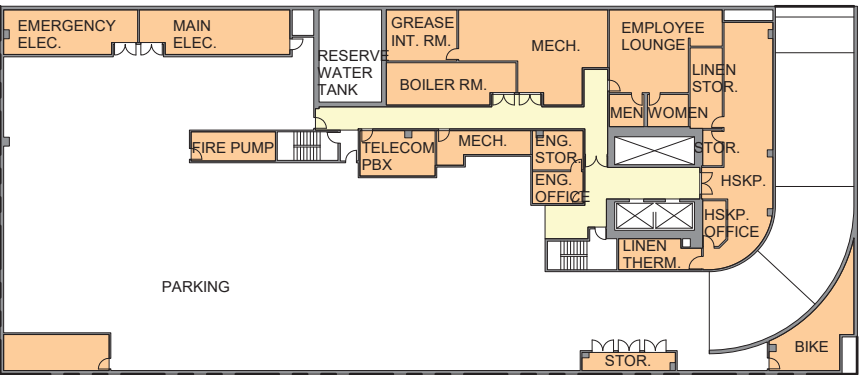 EMERGENCY
ELEC.
MAIN
ELEC.
RESERVE
WATER
TANK
GREASE
INT. RM.
MECH.
BOILER RM.
EMPLOYEE
LOUNGE
LINEN
STOR.
MEN
WOMEN
FIRE PUMP
TELECOM
PBX
MECH.
ENG.
STOR.
ENG.
OFFICE
STOR.
HSKP.
HSKP.
OFFICE
LINEN
THERM.
PARKING
STOR.
BIKE